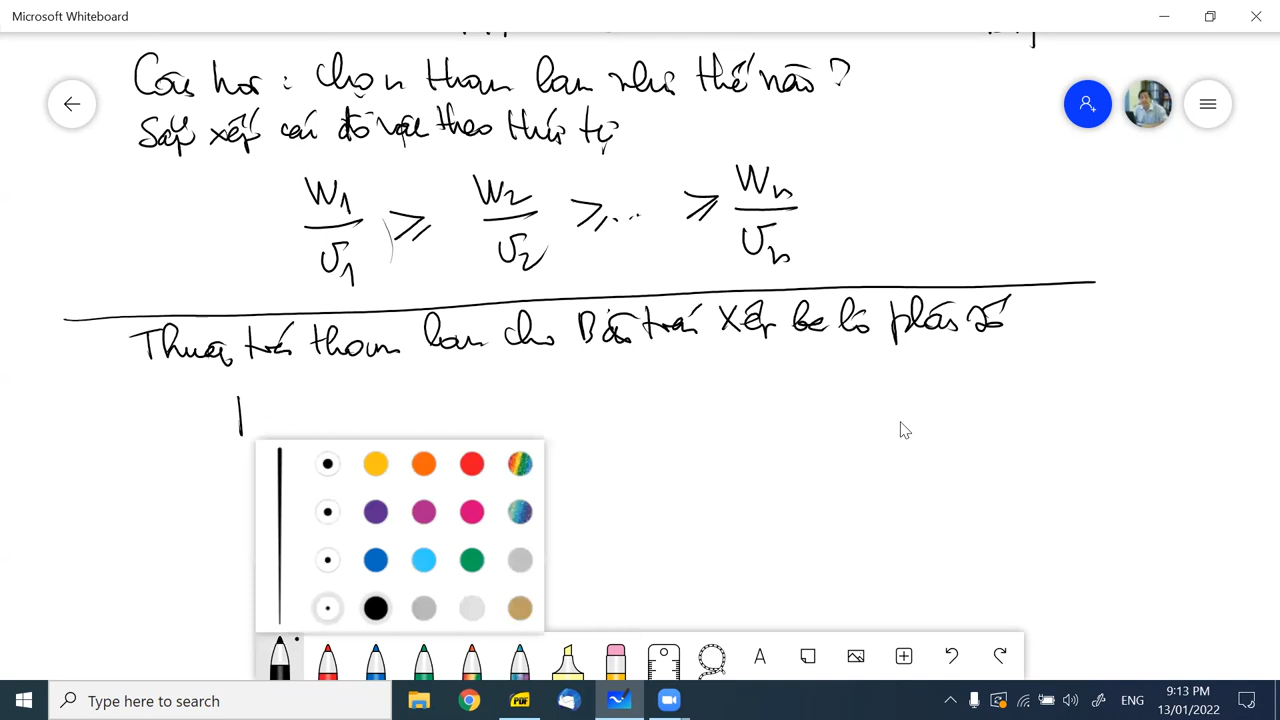 Microsoft Whiteboard
Câu hỏi : chọn tham lam như thế nào ?
Sắp xếp các đồ vật theo thứ tự
W1/v1 ≥ W2/v2 ≥ ... ≥ Wn/vn
Thuật toán tham lam cho Bài toán xếp ba lô phân số
A
Type here to search
PDF
ENG
9:13 PM
13/01/2022